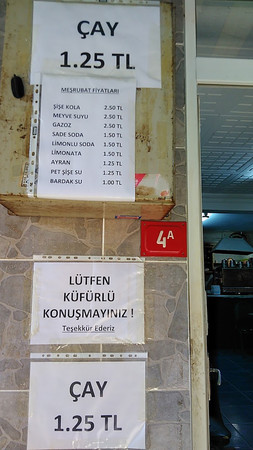 ÇAY
1.25 TL
MEŞRUBAT FİYATLARI
ŞİŞE KOLA 2.50 TL
MEYVE SUYU 2.50 TL
GAZOZ 2.50 TL
SADE SODA 1.50 TL
LİMONLU SODA 1.50 TL
LİMONATA 1.50 TL
AYRAN 1.25 TL
PET ŞİŞE SU 1.25 TL
BARDAK SU 1.00 TL
4A
LÜTFEN
KÜFÜRLÜ
KONUŞMAYINIZ !
Teşekkür Ederiz
ÇAY
1.25 TL